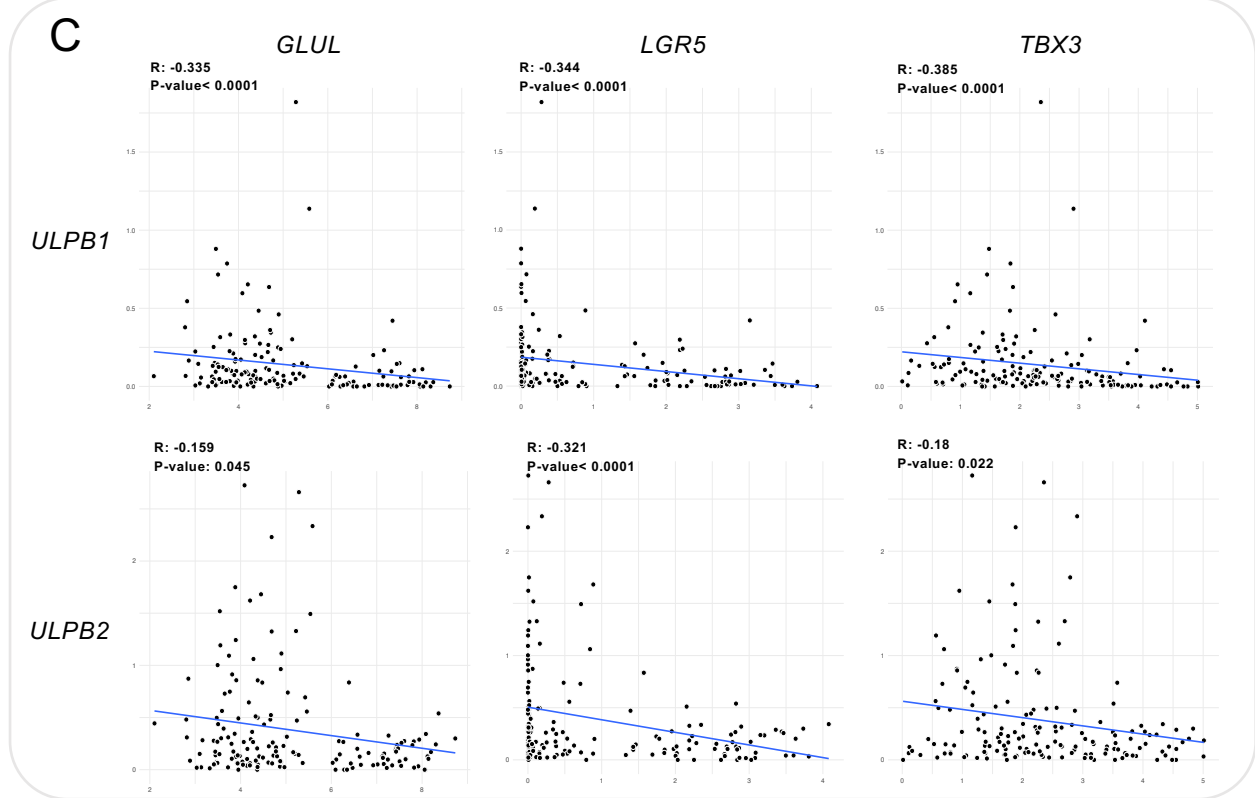 C
GLUL LGR5 TBX3
R: -0.335
P-value< 0.0001
R: -0.344
P-value< 0.0001
R: -0.385
P-value< 0.0001
ULPB1
1.5
1.0
0.5
0.0
2 4 6 8
1.5
1.0
0.5
0.0
0 1 2 3 4
1.5
1.0
0.5
0.0
0 1 2 3 4 5
R: -0.159
P-value: 0.045
R: -0.321
P-value< 0.0001
R: -0.18
P-value: 0.022
ULPB2
2
1
0
2 4 6 8
2
1
0
0 1 2 3 4
2
1
0
0 1 2 3 4 5